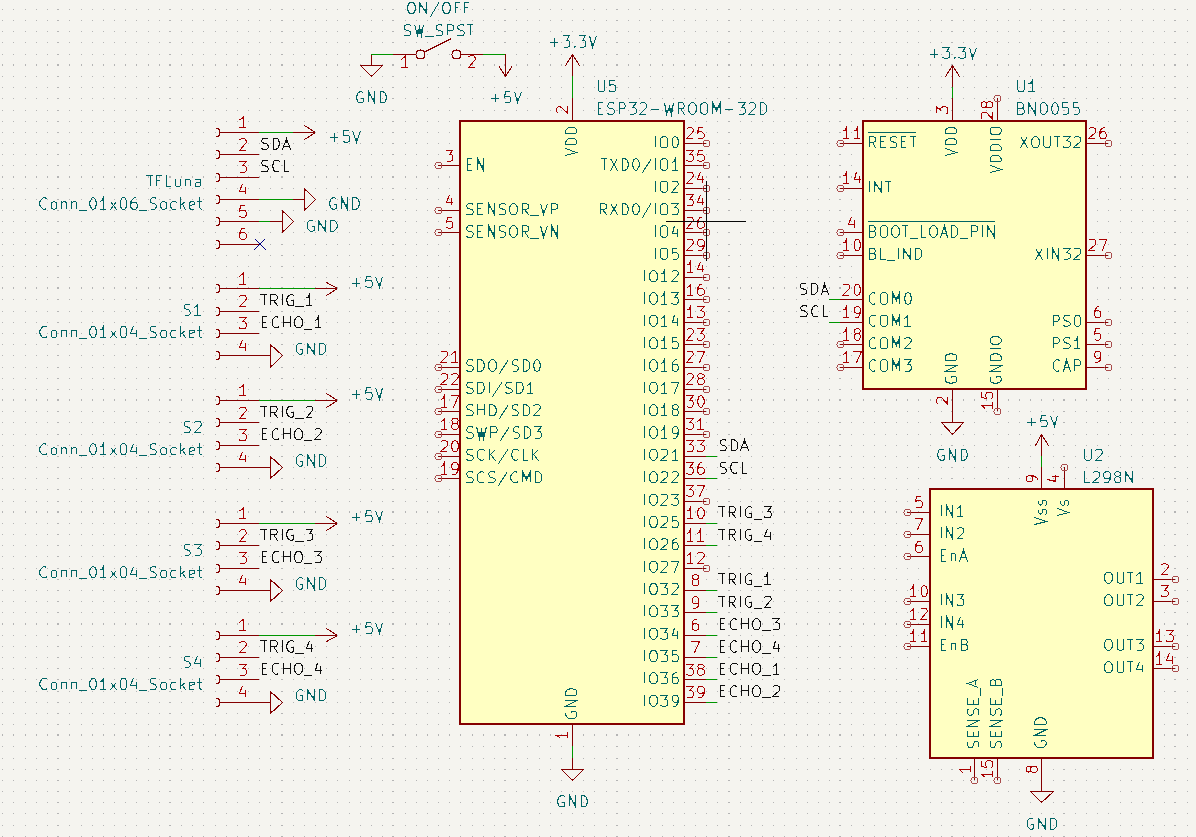 ON/OFF
SW_SPST
1
2
GND
+5V
1
+5V
2
SDA
3
SCL
TFLuna
Conn_01x06_Socket
4
GND
5
GND
6
1
+5V
2
TRIG_1
3
ECHO_1
S1
Conn_01x04_Socket
4
GND
1
+5V
2
TRIG_2
3
ECHO_2
S2
Conn_01x04_Socket
4
GND
1
+5V
2
TRIG_3
3
ECHO_3
S3
Conn_01x04_Socket
4
GND
1
+5V
2
TRIG_4
3
ECHO_4
S4
Conn_01x04_Socket
4
GND
+3.3V
U5
ESP32-WROOM-32D
2
VDD
3 EN
4 SENSOR_VP
5 SENSOR_VN
21 SDO/SD0
22 SDI/SD1
17 SHD/SD2
18 SWP/SD3
20 SCK/CLK
19 SCS/CMD
IO0 25
TXD0/IO1 35
IO2 24
RXD0/IO3 34
IO4 26
IO5 29
IO12 14
IO13 16
IO14 13
IO15 23
IO16 27
IO17 28
IO18 30
IO19 31
IO21 33 SDA
IO22 36 SCL
IO23 37
IO25 10 TRIG_3
IO26 11 TRIG_4
IO27 12
IO32 8 TRIG_1
IO33 9 TRIG_2
IO34 6 ECHO_3
IO35 7 ECHO_4
IO36 38 ECHO_1
IO39 39 ECHO_2
GND
1
GND
+3.3V
U1
BNO055
3
VDD
28
VDDIO
11 RESET
14 INT
4 BOOT_LOAD_PIN
10 BL_IND
SDA 20 COM0
SCL 19 COM1
18 COM2
17 COM3
XOUT32 26
XIN32 27
PS0 6
PS1 5
CAP 9
GND
2
GNDIO
15
GND
+5V
U2
L298N
9
Vss
4
Vs
5 IN1
7 IN2
6 EnA
10 IN3
12 IN4
11 EnB
OUT1 2
OUT2 3
OUT3 13
OUT4 14
SENSE_A
1
SENSE_B
15
GND
8
GND